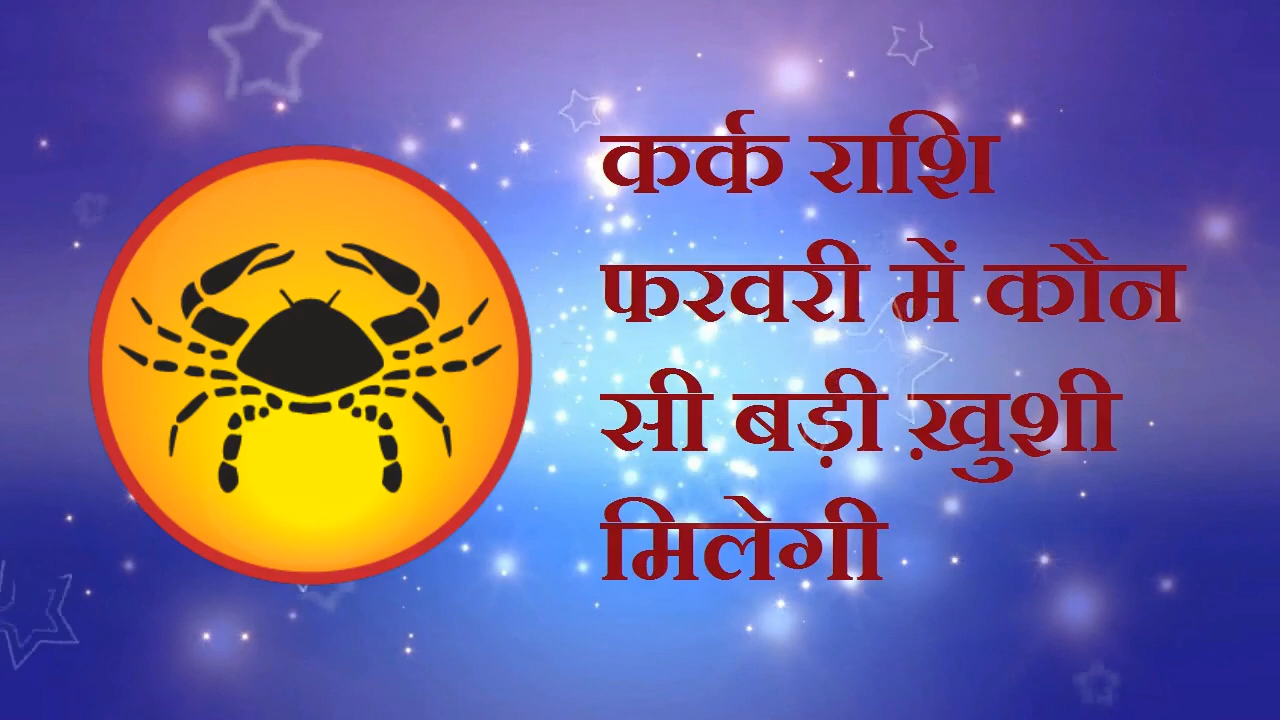 कर्क राशि
फरवरी में कौन
सी बड़ी ख़ुशी
मिलेगी